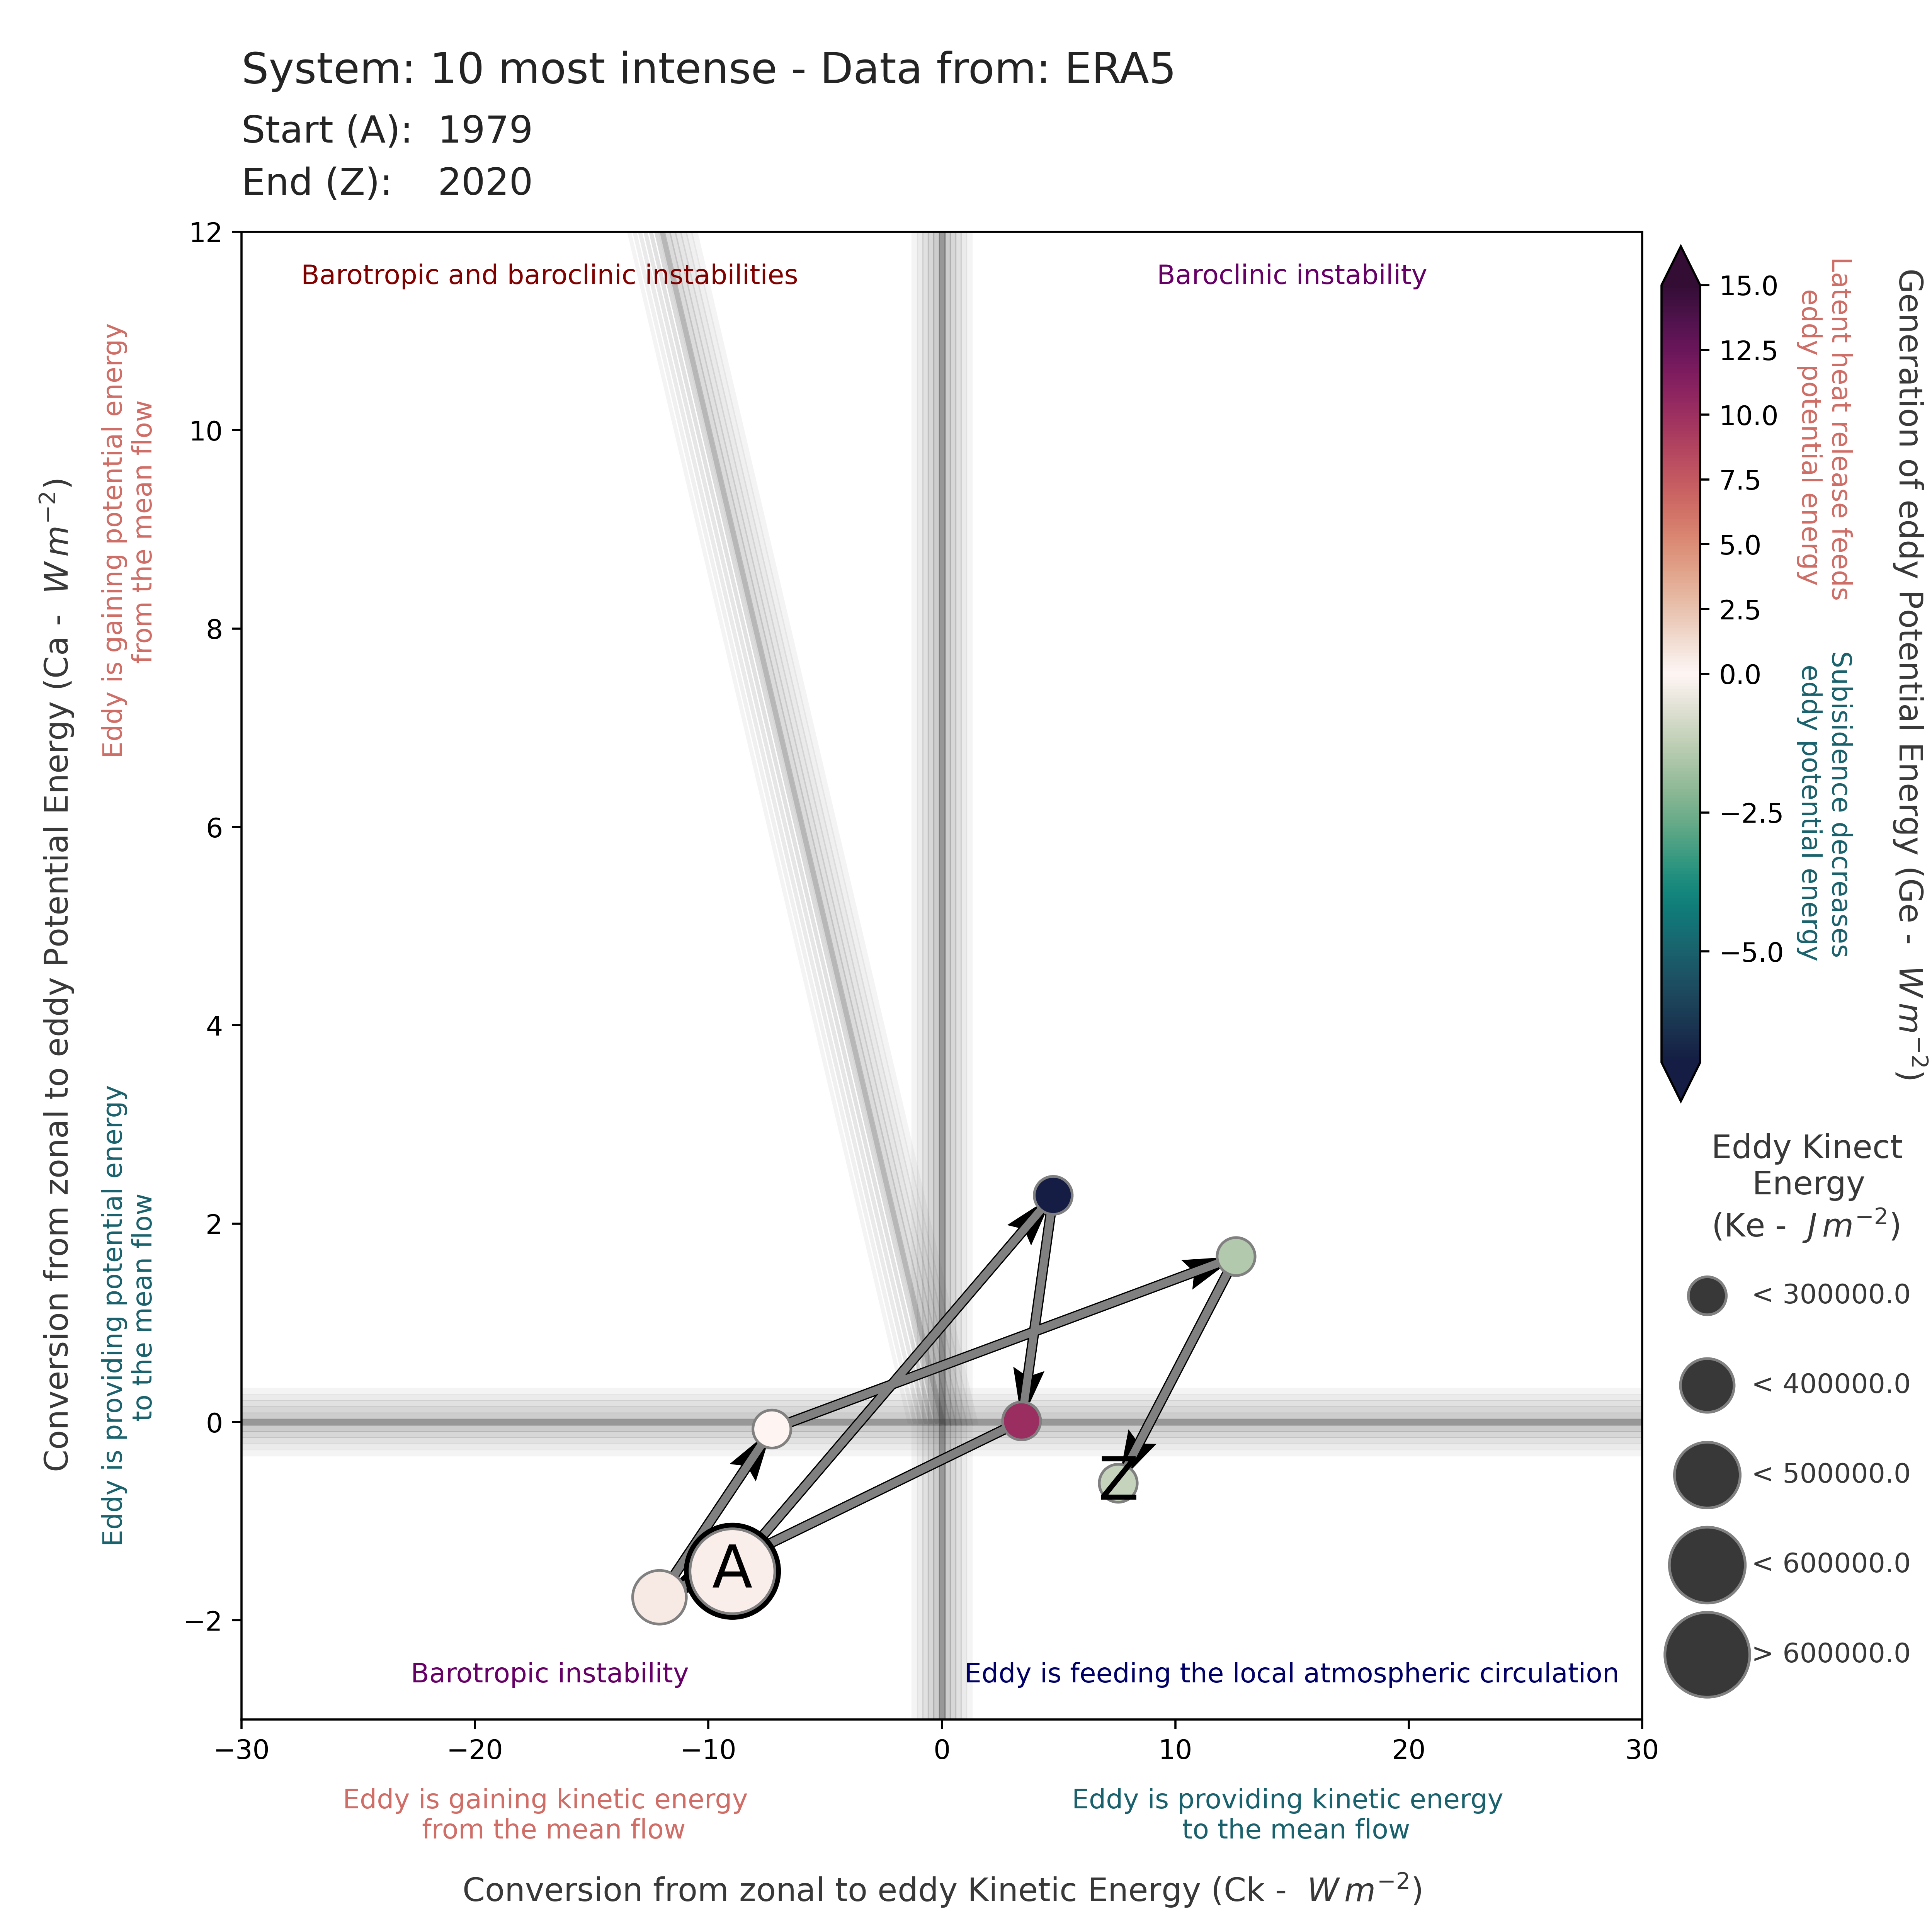 System: 10 most intense - Data from: ERA5
Start (A): 1979
End (Z): 2020
12
10
8
6
4
2
0
−2
−30
−20
−10
0
10
20
30
Barotropic and baroclinic instabilities
Baroclinic instability
Barotropic instability
Eddy is feeding the local atmospheric circulation
A
Z
Conversion from zonal to eddy Potential Energy (Ca - W m⁻²)
Eddy is gaining potential energy
from the mean flow
Eddy is providing potential energy
to the mean flow
Eddy is gaining kinetic energy
from the mean flow
Eddy is providing kinetic energy
to the mean flow
Conversion from zonal to eddy Kinetic Energy (Ck - W m⁻²)
15.0
12.5
10.0
7.5
5.0
2.5
0.0
−2.5
−5.0
Latent heat release feeds
eddy potential energy
Subisidence decreases
eddy potential energy
Generation of eddy Potential Energy (Ge - W m⁻²)
Eddy Kinect
Energy
(Ke - J m⁻²)
< 300000.0
< 400000.0
< 500000.0
< 600000.0
> 600000.0